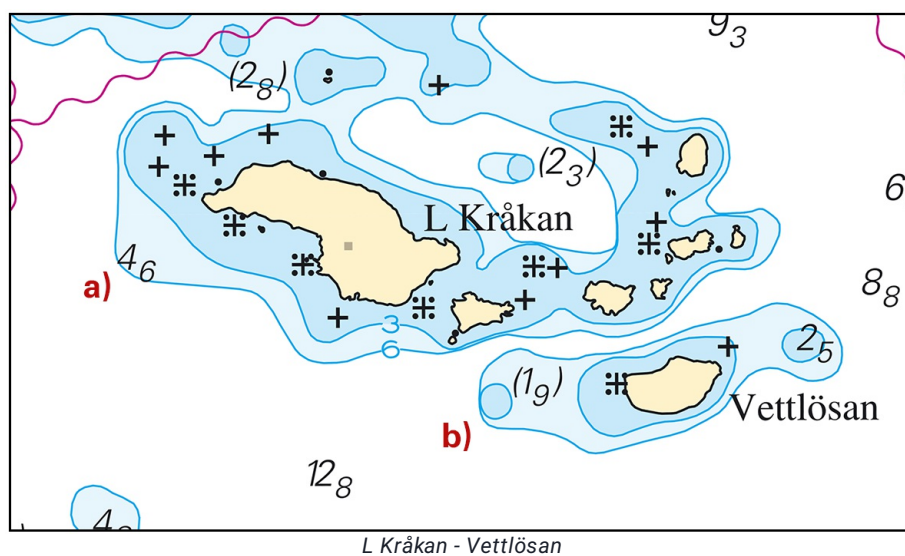 9₃
(2₈)
(2₃)
6
L Kråkan
4₆
a)
8₈
3
6
2₅
(1₉)
Vettlösan
b)
12₈
L Kråkan - Vettlösan